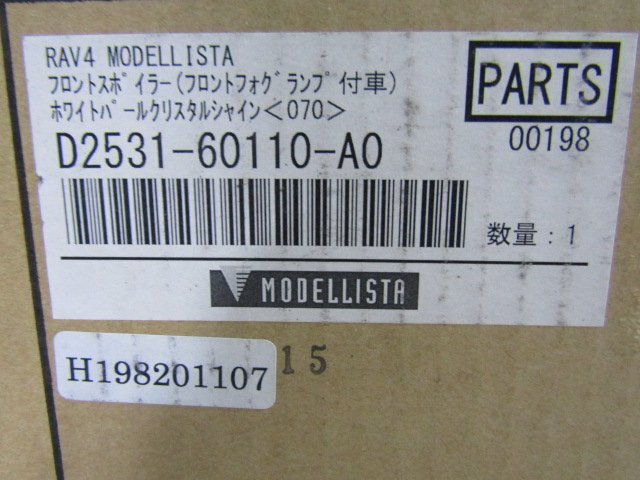 RAV4 MODELLISTA
フロントスポイラー(フロントフォグランプ付車)
ホワイトパールクリスタルシャイン<070>
D2531-60110-A0
PARTS
00198
数量:1
MODELLISTA
H198201107
15